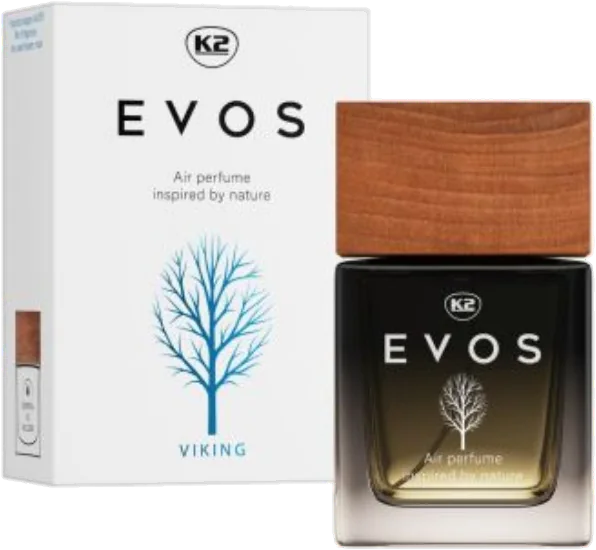 K2
EVOS
Air perfume
inspired by nature
VIKING
K2
EVOS
Air perfume
inspired by nature